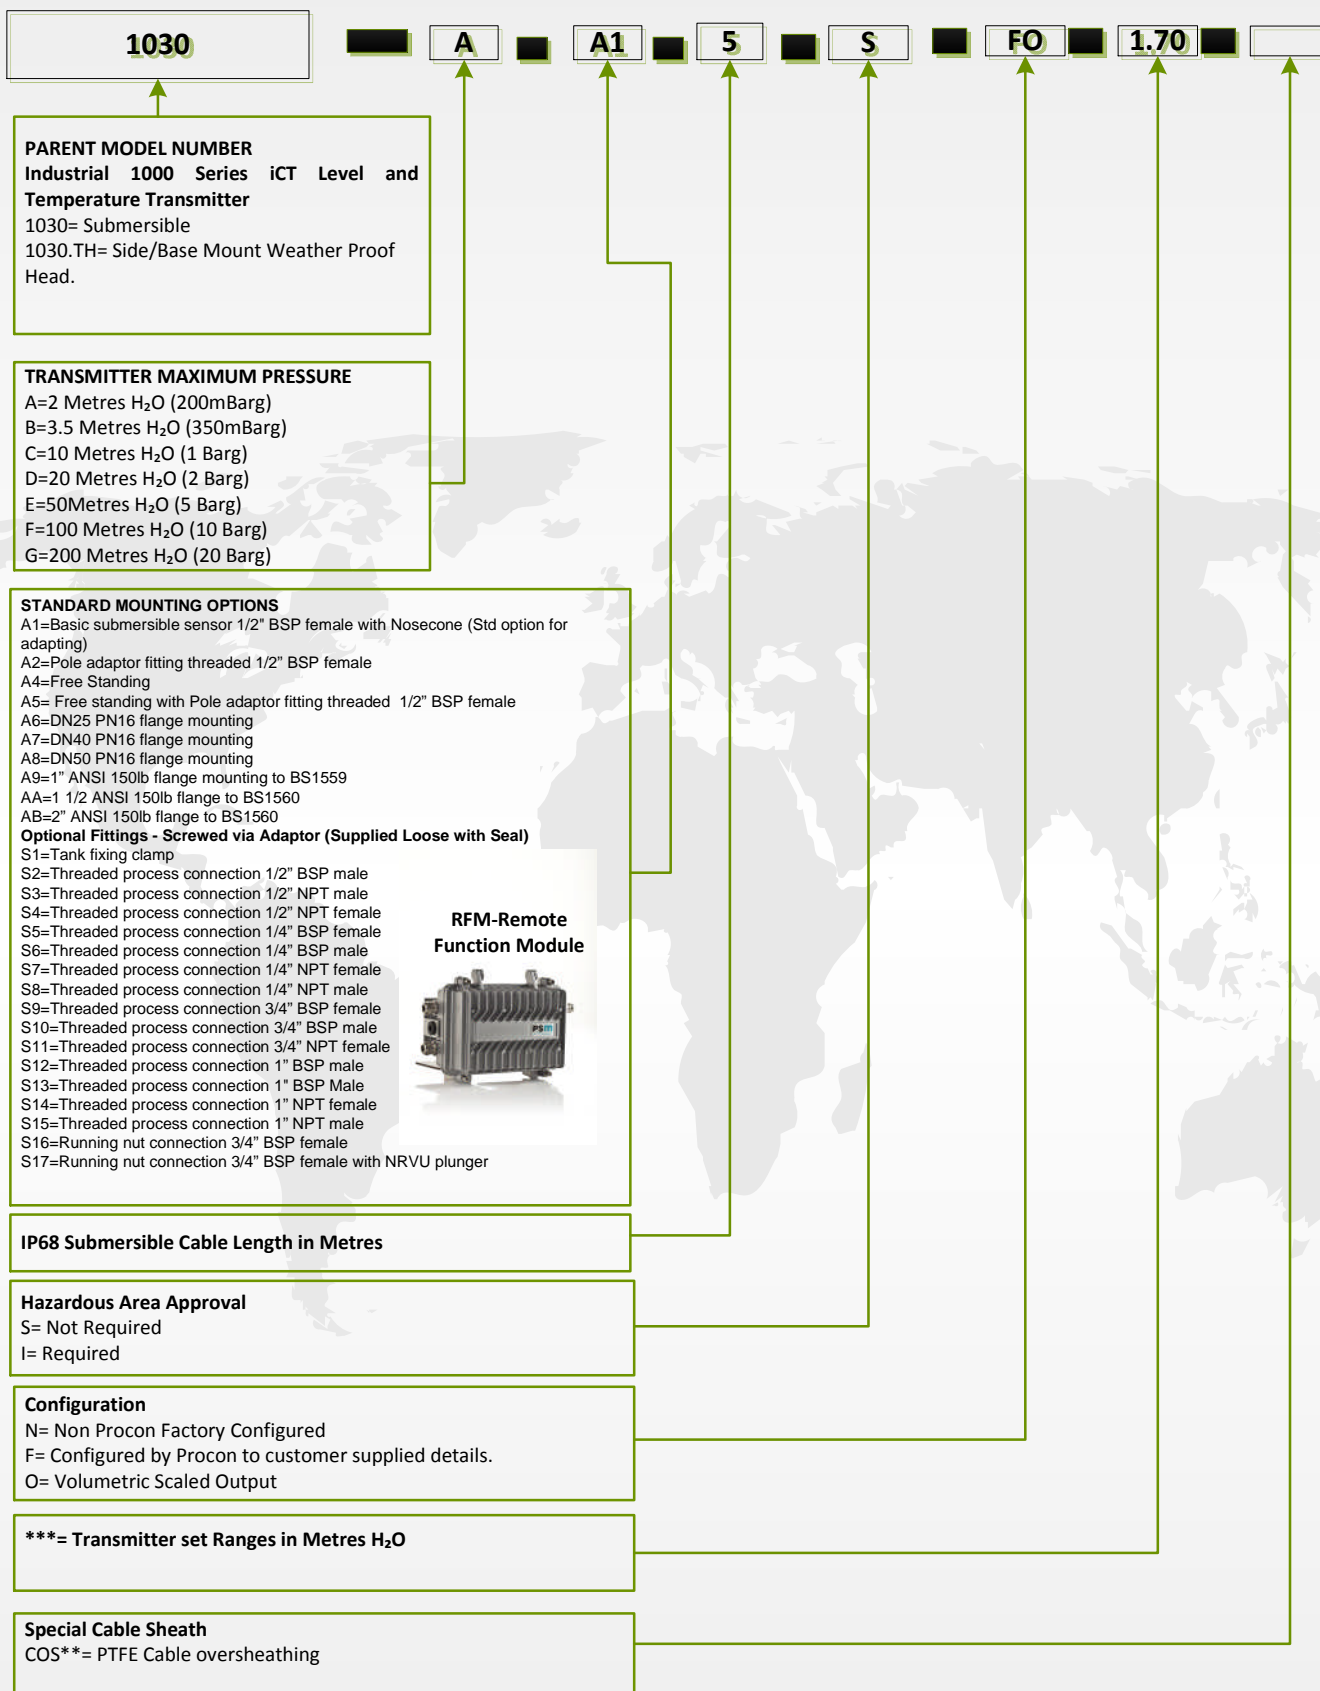 1030 A A1 5 S FO 1.70
PARENT MODEL NUMBER
Industrial 1000 Series iCT Level and
Temperature Transmitter
1030= Submersible
1030.TH= Side/Base Mount Weather Proof
Head.
TRANSMITTER MAXIMUM PRESSURE
A=2 Metres H₂O (200mBarg)
B=3.5 Metres H₂O (350mBarg)
C=10 Metres H₂O (1 Barg)
D=20 Metres H₂O (2 Barg)
E=50Metres H₂O (5 Barg)
F=100 Metres H₂O (10 Barg)
G=200 Metres H₂O (20 Barg)
STANDARD MOUNTING OPTIONS
A1=Basic submersible sensor 1/2" BSP female with Nosecone (Std option for
adapting)
A2=Pole adaptor fitting threaded 1/2” BSP female
A4=Free Standing
A5= Free standing with Pole adaptor fitting threaded 1/2” BSP female
A6=DN25 PN16 flange mounting
A7=DN40 PN16 flange mounting
A8=DN50 PN16 flange mounting
A9=1” ANSI 150lb flange mounting to BS1559
AA=1 1/2 ANSI 150lb flange to BS1560
AB=2” ANSI 150lb flange to BS1560
Optional Fittings - Screwed via Adaptor (Supplied Loose with Seal)
S1=Tank fixing clamp
S2=Threaded process connection 1/2” BSP male
S3=Threaded process connection 1/2” NPT male
S4=Threaded process connection 1/2” NPT female
S5=Threaded process connection 1/4” BSP female
S6=Threaded process connection 1/4” BSP male
S7=Threaded process connection 1/4” NPT female
S8=Threaded process connection 1/4” NPT male
S9=Threaded process connection 3/4” BSP female
S10=Threaded process connection 3/4” BSP male
S11=Threaded process connection 3/4” NPT female
S12=Threaded process connection 1” BSP male
S13=Threaded process connection 1" BSP Male
S14=Threaded process connection 1” NPT female
S15=Threaded process connection 1” NPT male
S16=Running nut connection 3/4” BSP female
S17=Running nut connection 3/4” BSP female with NRVU plunger
RFM-Remote
Function Module
PSM
IP68 Submersible Cable Length in Metres
Hazardous Area Approval
S= Not Required
I= Required
Configuration
N= Non Procon Factory Configured
F= Configured by Procon to customer supplied details.
O= Volumetric Scaled Output
***= Transmitter set Ranges in Metres H₂O
Special Cable Sheath
COS**= PTFE Cable oversheathing